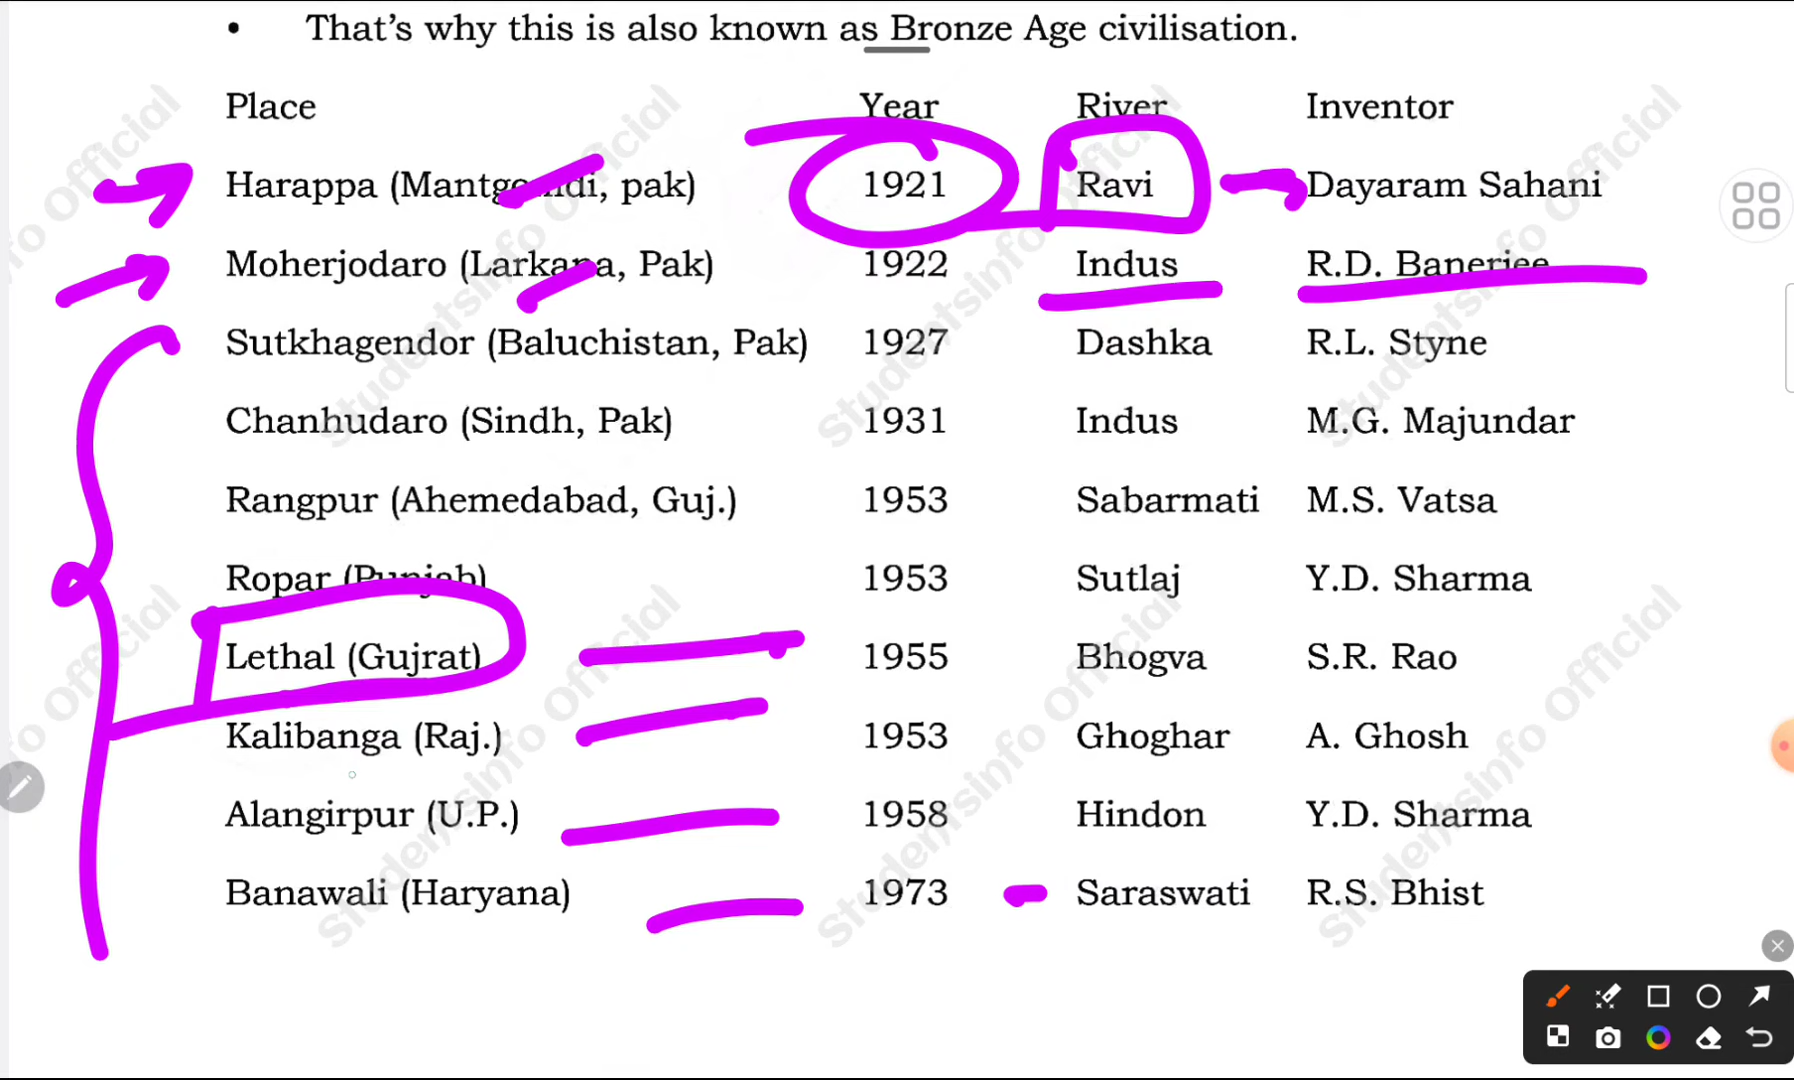 • That's why this is also known as Bronze Age civilisation.
Place Year River Inventor
Harappa (Mantgomdi, pak) 1921 Ravi Dayaram Sahani
Moherjodaro (Larkana, Pak) 1922 Indus R.D. Banerjee
Sutkhagendor (Baluchistan, Pak) 1927 Dashka R.L. Styne
Chanhudaro (Sindh, Pak) 1931 Indus M.G. Majundar
Rangpur (Ahemedabad, Guj.) 1953 Sabarmati M.S. Vatsa
Ropar (Punjab) 1953 Sutlaj Y.D. Sharma
Lethal (Gujrat) 1955 Bhogva S.R. Rao
Kalibanga (Raj.) 1953 Ghoghar A. Ghosh
Alangirpur (U.P.) 1958 Hindon Y.D. Sharma
Banawali (Haryana) 1973 Saraswati R.S. Bhist
Studentsinfo Official